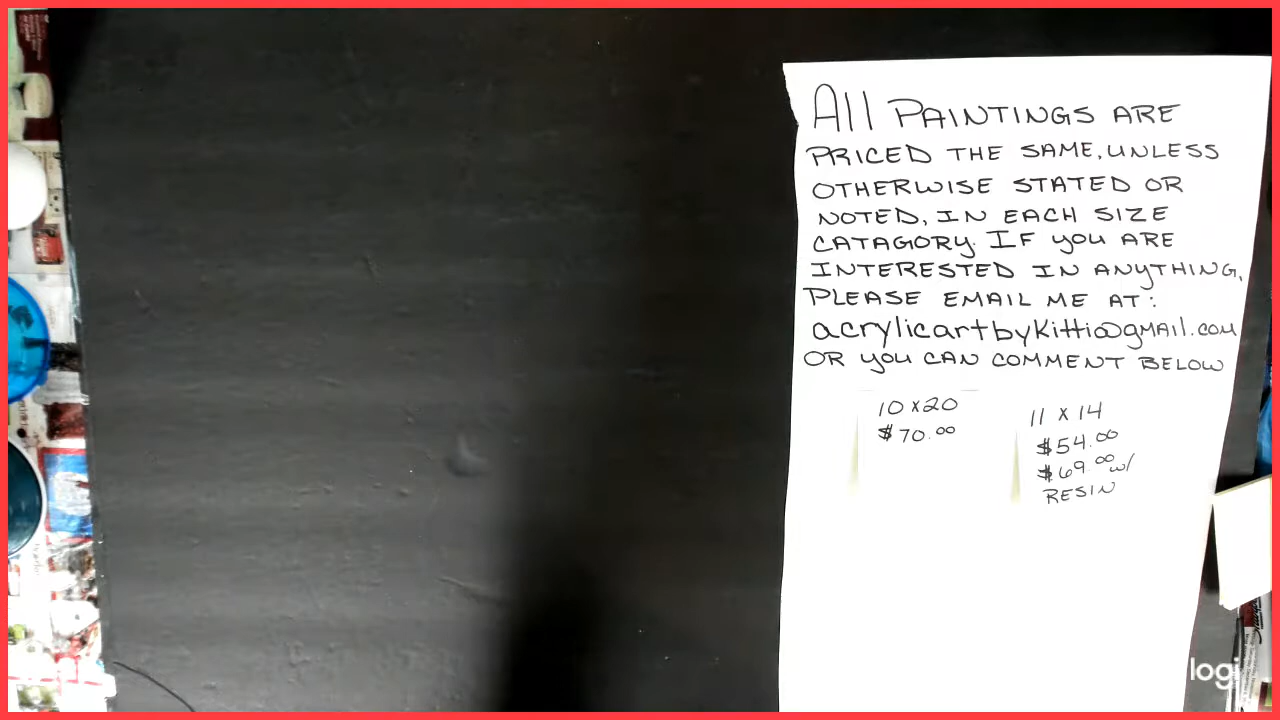 All PAINTINGS ARE
PRICED THE SAME, UNLESS
OTHERWISE STATED OR
NOTED, IN EACH SIZE
CATAGORY. IF YOU ARE
INTERESTED IN ANYTHING,
PLEASE EMAIL ME AT:
acrylicartbykitti@gmail.com
OR YOU CAN COMMENT BELOW
10 x 20
$70.00
11 x 14
$54.00
$69.00 w/
RESIN
logi